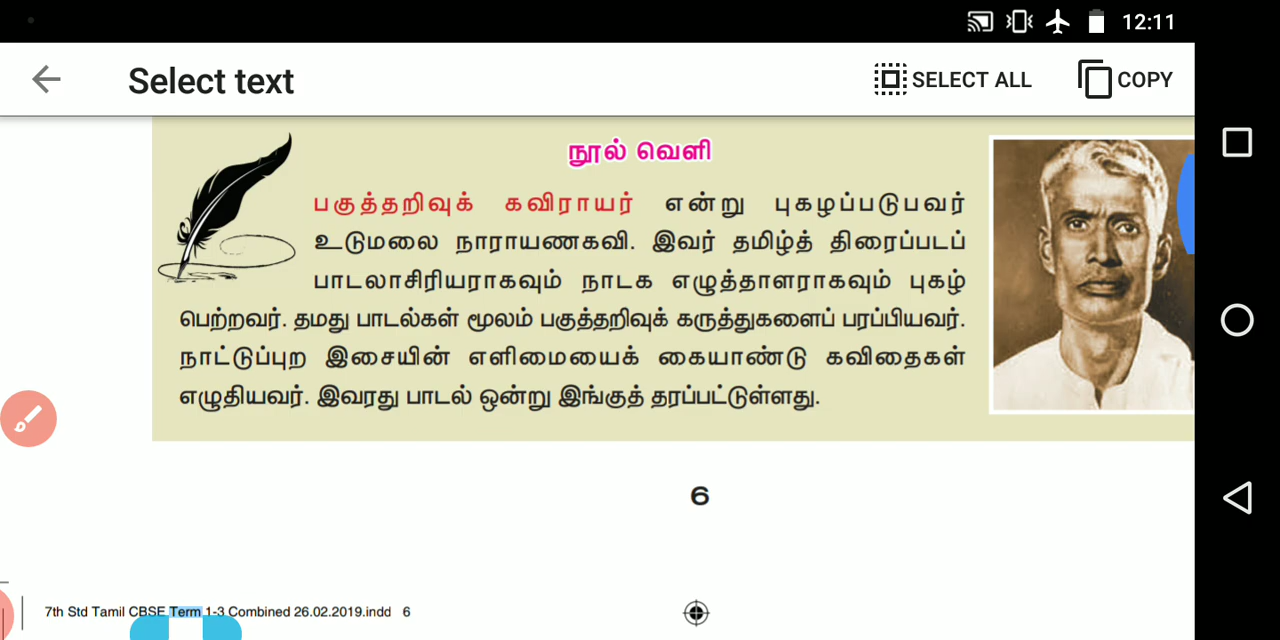 12:11
Select text
SELECT ALL
COPY
நூல் வெளி
பகுத்தறிவுக் கவிராயர் என்று புகழப்படுபவர்
உடுமலை நாராயணகவி. இவர் தமிழ்த் திரைப்படப்
பாடலாசிரியராகவும் நாடக எழுத்தாளராகவும் புகழ்
பெற்றவர். தமது பாடல்கள் மூலம் பகுத்தறிவுக் கருத்துகளைப் பரப்பியவர்.
நாட்டுப்புற இசையின் எளிமையைக் கையாண்டு கவிதைகள்
எழுதியவர். இவரது பாடல் ஒன்று இங்குத் தரப்பட்டுள்ளது.
6
7th Std Tamil CBSE Term 1-3 Combined 26.02.2019.indd 6